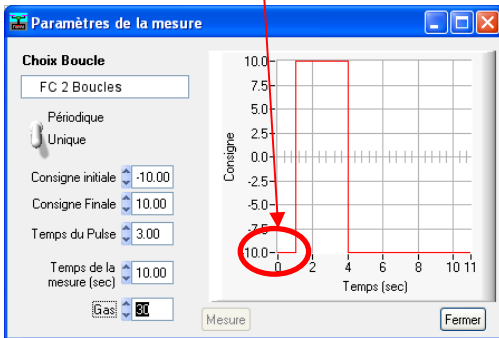 Paramètres de la mesure
Choix Boucle
FC 2 Boucles
Périodique
Unique
Consigne initiale -10.00
Consigne Finale 10.00
Temps du Pulse 3.00
Temps de la
mesure (sec) 10.00
Gas 30
Consigne
10.0
7.5
5.0
2.5
0.0
-2.5
-5.0
-7.5
-10.0
0 2 4 6 8 10 11
Temps (sec)
Mesure
Fermer